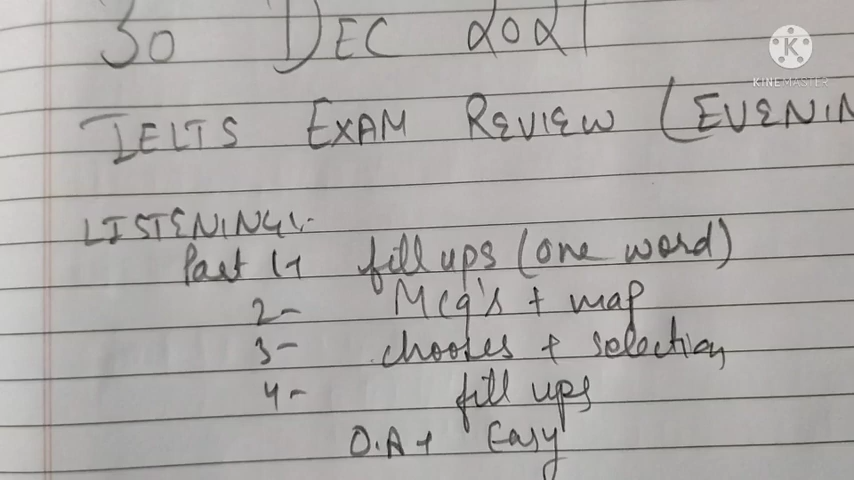 30 DEC 2021
KINEMASTER
IELTS EXAM REVIEW (EVENIN
LISTENING:-
Part 1→ fill ups (one word)
2- Mcq's + map
3- chooses + selection
4- fill ups
O.A→ Easy